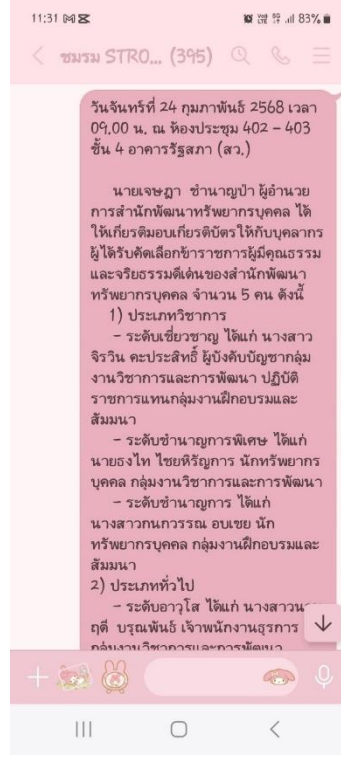 11:31
83%
ชมรม STRO... (395)
วันจันทร์ที่ 24 กุมภาพันธ์ 2568 เวลา
09.00 น. ณ ห้องประชุม 402 – 403
ชั้น 4 อาคารรัฐสภา (สว.)
นายเจษฎา ชำนาญป่า ผู้อำนวย
การสำนักพัฒนาทรัพยากรบุคคล ได้
ให้เกียรติมอบเกียรติบัตรให้กับบุคลากร
ผู้ได้รับคัดเลือกข้าราชการผู้มีคุณธรรม
และจริยธรรมดีเด่นของสำนักพัฒนา
ทรัพยากรบุคคล จำนวน 5 คน ดังนี้
1) ประเภทวิชาการ
– ระดับเชี่ยวชาญ ได้แก่ นางสาว
จิรวิน คะประสิทธิ์ ผู้บังคับบัญชากลุ่ม
งานวิชาการและการพัฒนา ปฏิบัติ
ราชการแทนกลุ่มงานฝึกอบรมและ
สัมมนา
– ระดับชำนาญการพิเศษ ได้แก่
นายธงไท ไชยหิรัญการ นักทรัพยากร
บุคคล กลุ่มงานวิชาการและการพัฒนา
– ระดับชำนาญการ ได้แก่
นางสาวกนกวรรณ อบเชย นัก
ทรัพยากรบุคคล กลุ่มงานฝึกอบรมและ
สัมมนา
2) ประเภททั่วไป
– ระดับอาวุโส ได้แก่
ฤดี บรุณพันธ์ เจ้าพนักงานธุรการ
กลุ่มงานวิชาการและการพัฒนา